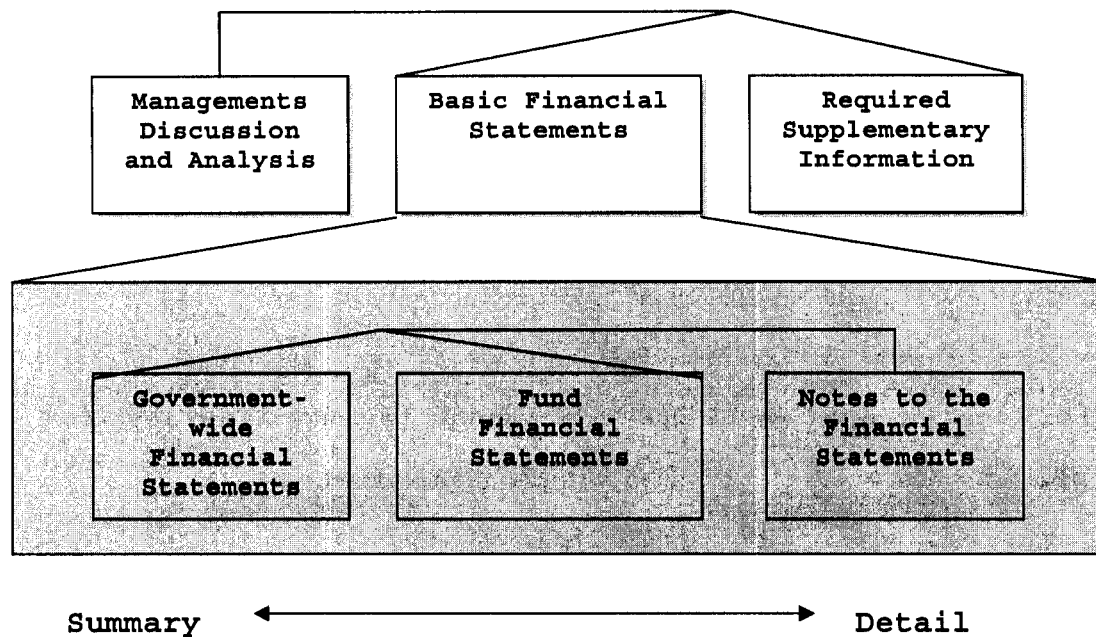 Managements
Discussion
and Analysis
Basic Financial
Statements
Required
Supplementary
Information
Government-
wide
Financial
Statements
Fund
Financial
Statements
Notes to the
Financial
Statements
Summary
Detail